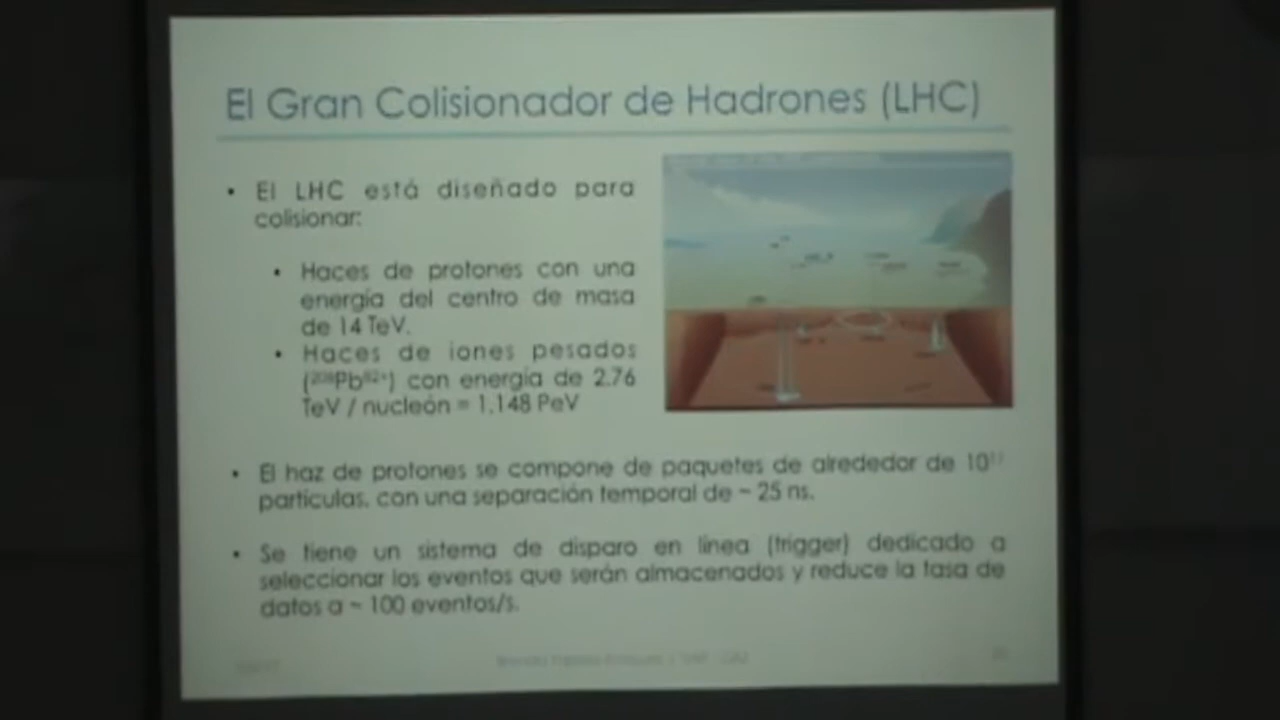 El Gran Colisionador de Hadrones (LHC)
• El LHC está diseñado para
colisionar:
• Haces de protones con una
energía del centro de masa
de 14 TeV.
• Haces de iones pesados
(²⁰⁸Pb⁸²⁺) con energía de 2.76
TeV / nucleón = 1.148 PeV
• El haz de protones se compone de paquetes de alrededor de 10¹¹
partículas, con una separación temporal de ~ 25 ns.
• Se tiene un sistema de disparo en línea (trigger) dedicado a
seleccionar los eventos que serán almacenados y reduce la tasa de
datos a ~ 100 eventos/s.